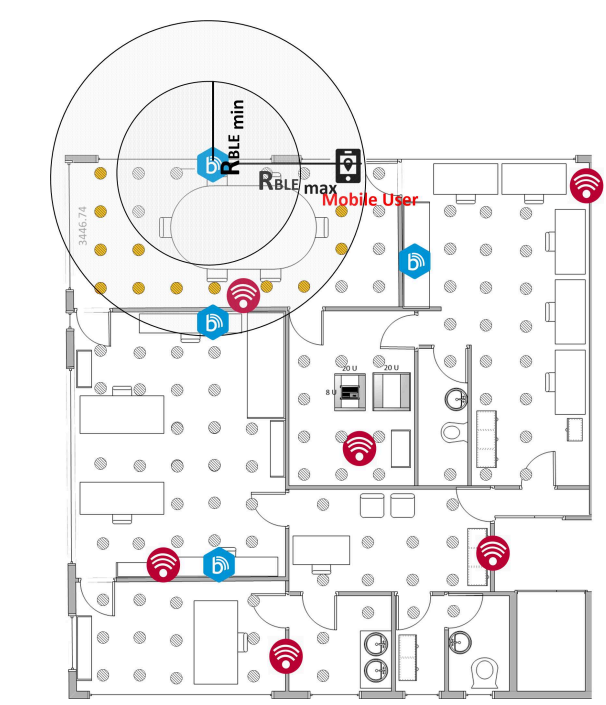 RBLE min
RBLE max
Mobile User
3446.74
20 U
20 U
8 U